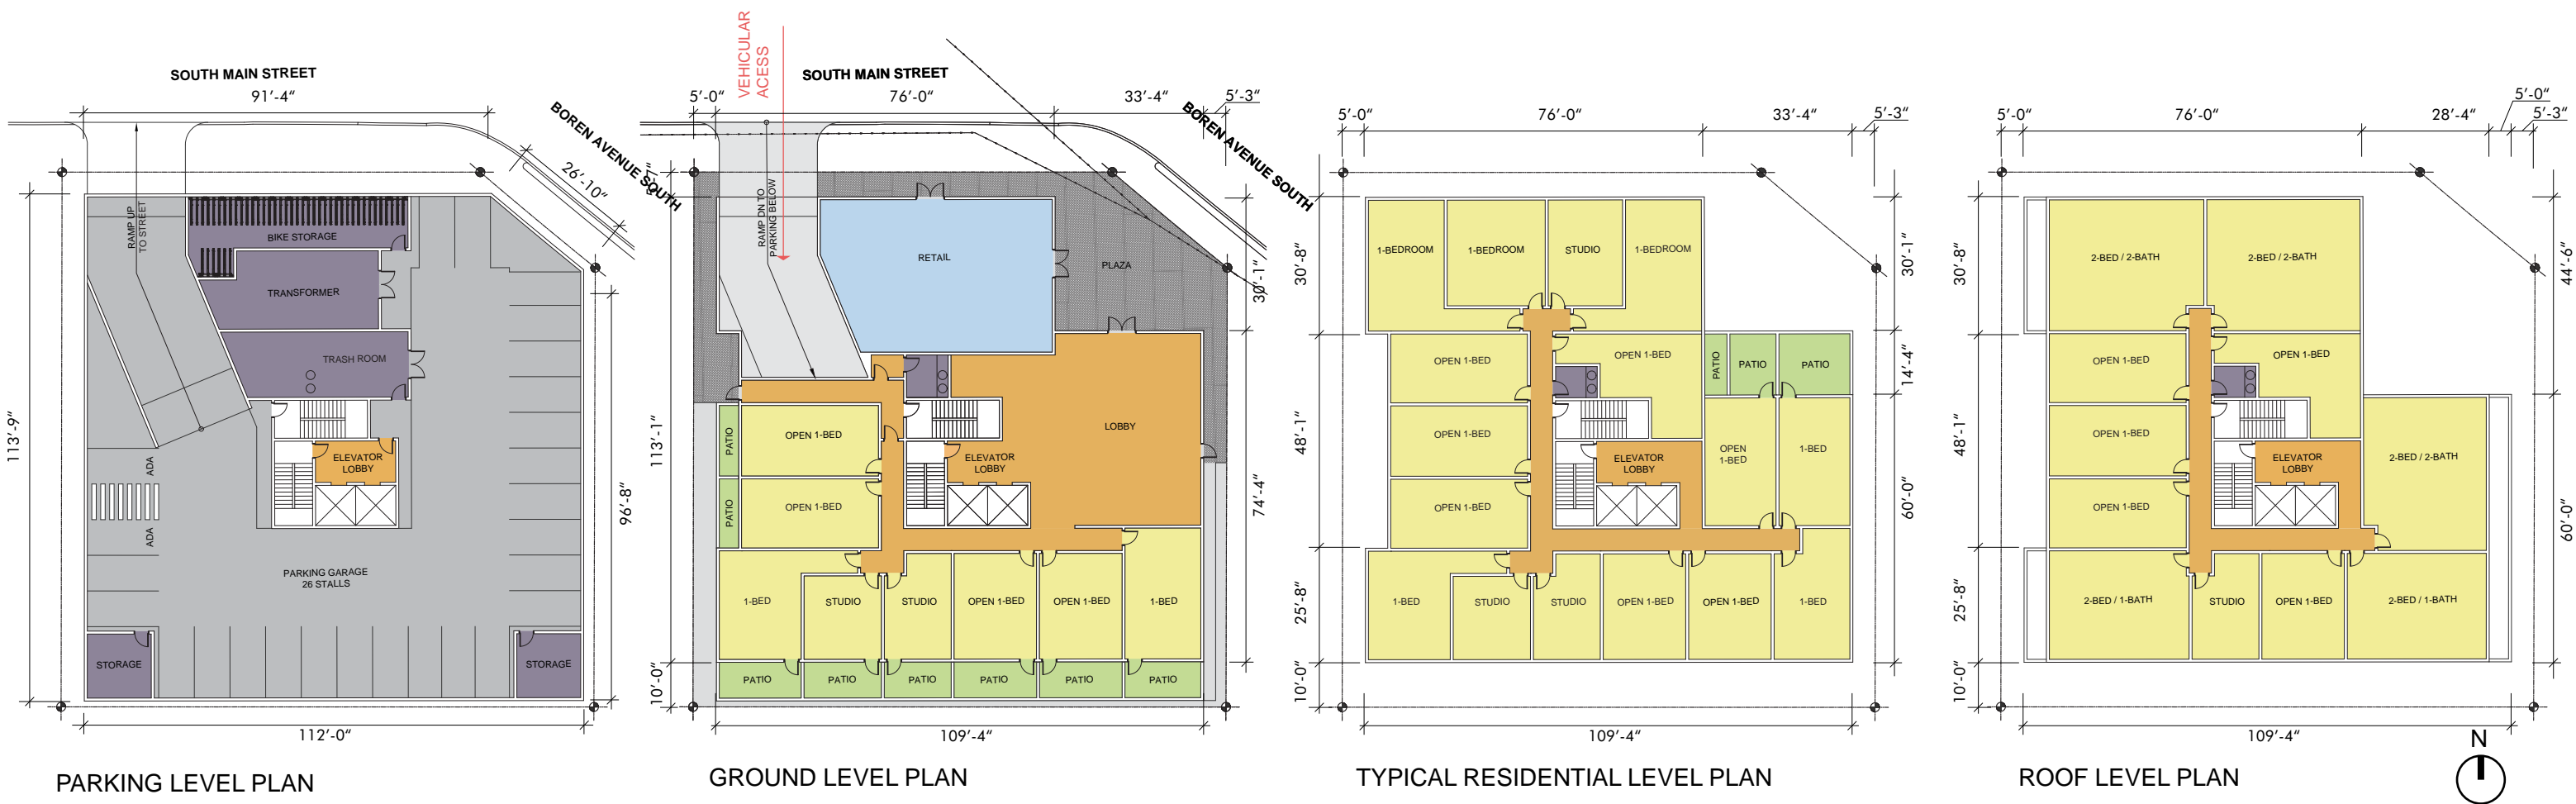 SOUTH MAIN STREET
91'-4"
BOREN AVENUE SOUTH
26'-10"
113'-9"
96'-8"
RAMP UP
TO STREET
BIKE STORAGE
TRANSFORMER
TRASH ROOM
ELEVATOR
LOBBY
ADA
ADA
PARKING GARAGE
26 STALLS
STORAGE
STORAGE
112'-0"
PARKING LEVEL PLAN
VEHICULAR
ACESS
SOUTH MAIN STREET
5'-0"
76'-0"
33'-4"
5'-3"
BOREN AVENUE SOUTH
RAMP DN TO
PARKING BELOW
RETAIL
PLAZA
30'-1"
LOBBY
PATIO
OPEN 1-BED
ELEVATOR
LOBBY
PATIO
OPEN 1-BED
113'-1"
74'-4"
1-BED
STUDIO
STUDIO
OPEN 1-BED
OPEN 1-BED
1-BED
PATIO
PATIO
PATIO
PATIO
PATIO
PATIO
10'-0"
109'-4"
GROUND LEVEL PLAN
5'-0"
76'-0"
33'-4"
5'-3"
30'-8"
1-BEDROOM
1-BEDROOM
STUDIO
1-BEDROOM
30'-1"
OPEN 1-BED
OPEN 1-BED
PATIO
PATIO
PATIO
14'-4"
48'-1"
OPEN 1-BED
ELEVATOR
LOBBY
OPEN
1-BED
1-BED
OPEN 1-BED
60'-0"
25'-8"
1-BED
STUDIO
STUDIO
OPEN 1-BED
OPEN 1-BED
1-BED
10'-0"
109'-4"
TYPICAL RESIDENTIAL LEVEL PLAN
5'-0"
76'-0"
28'-4"
5'-0"
5'-3"
30'-8"
2-BED / 2-BATH
2-BED / 2-BATH
44'-6"
OPEN 1-BED
OPEN 1-BED
48'-1"
OPEN 1-BED
ELEVATOR
LOBBY
2-BED / 2-BATH
OPEN 1-BED
60'-0"
25'-8"
2-BED / 1-BATH
STUDIO
OPEN 1-BED
2-BED / 1-BATH
10'-0"
109'-4"
ROOF LEVEL PLAN
N